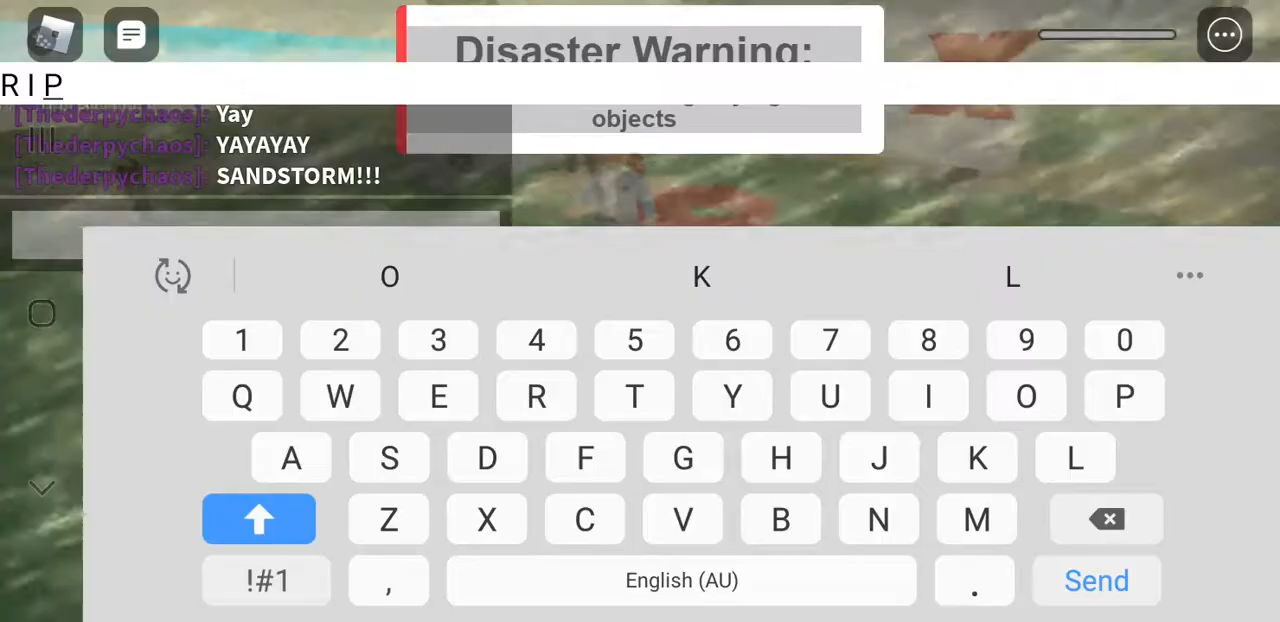 Disaster Warning:
R I P
objects
[Thederpychaos]: Yay
[Thederpychaos]: YAYAYAY
[Thederpychaos]: SANDSTORM!!!
O K L
1 2 3 4 5 6 7 8 9 0
Q W E R T Y U I O P
A S D F G H J K L
Z X C V B N M
!#1 , English (AU) . Send